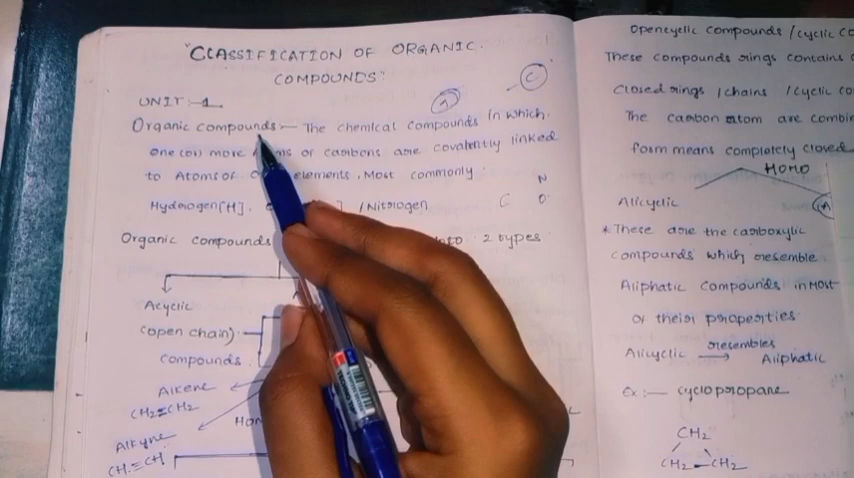 "CLASSIFICATION OF ORGANIC
COMPOUNDS"
UNIT :- 1
Organic compounds :- The chemical compounds in which
one (or) more of carbons are covalently linked
to Atoms of elements. Most commonly
Hydrogen[H]. /Nitrogen
C
N
O
Organic compounds into 2 types
Acyclic
(open chain)
compounds
Alkene
CH2=CH2
Alkyne
CH≡CH
Opencyclic compounds / cyclic
These compounds rings contains
closed rings / chains / cyclic
The carbon atom are
form means completely closed
Homo
Alicyclic
* These are the carboxylic
compounds which resemble
Aliphatic compounds in most
of their properties
Alicyclic resembles → Aliphatic
Ex :- cyclopropane
CH2
CH2 - CH2